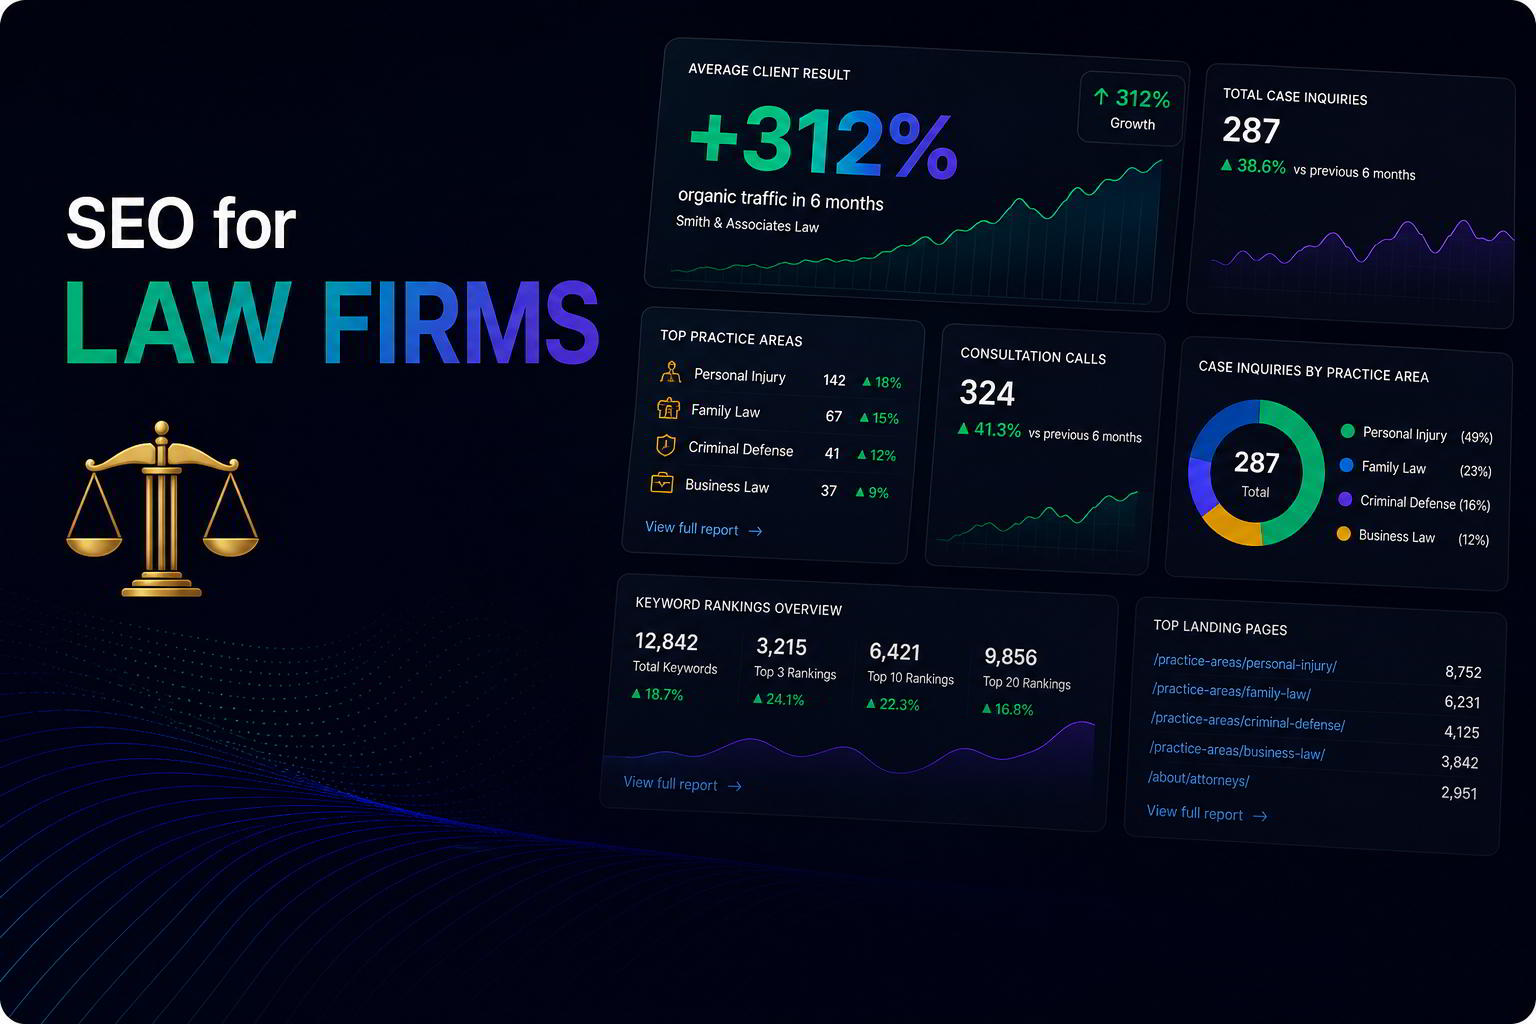 SEO for
LAW FIRMS
AVERAGE CLIENT RESULT
+312%
organic traffic in 6 months
Smith & Associates Law
↑ 312%
Growth
TOTAL CASE INQUIRIES
287
▲ 38.6% vs previous 6 months
TOP PRACTICE AREAS
Personal Injury 142 ▲ 18%
Family Law 67 ▲ 15%
Criminal Defense 41 ▲ 12%
Business Law 37 ▲ 9%
View full report →
CONSULTATION CALLS
324
▲ 41.3% vs previous 6 months
CASE INQUIRIES BY PRACTICE AREA
287
Total
Personal Injury (49%)
Family Law (23%)
Criminal Defense (16%)
Business Law (12%)
KEYWORD RANKINGS OVERVIEW
12,842 3,215 6,421 9,856
Total Keywords Top 3 Rankings Top 10 Rankings Top 20 Rankings
▲ 18.7% ▲ 24.1% ▲ 22.3% ▲ 16.8%
View full report →
TOP LANDING PAGES
/practice-areas/personal-injury/ 8,752
/practice-areas/family-law/ 6,231
/practice-areas/criminal-defense/ 4,125
/practice-areas/business-law/ 3,842
/about/attorneys/ 2,951
View full report →